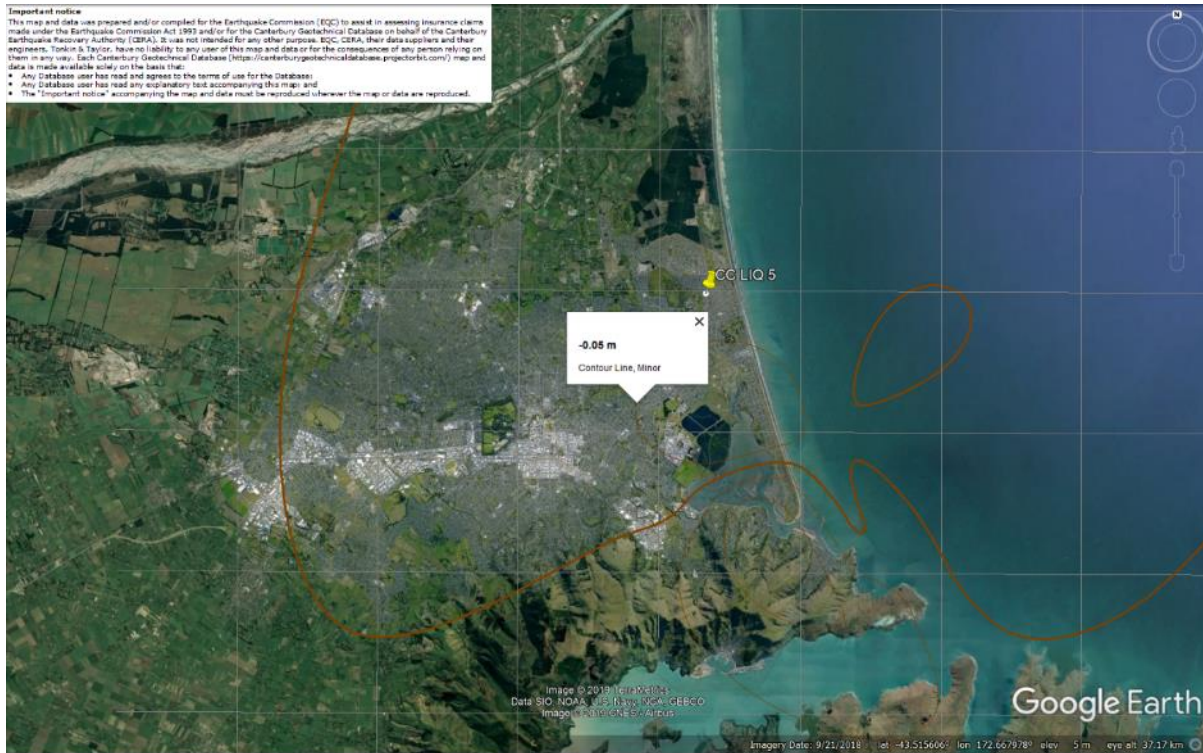 Important notice
This map and data was prepared and/or compiled for the Earthquake Commission (EQC) to assist in assessing insurance claims
made under the Earthquake Commission Act 1993 and/or for the Canterbury Geotechnical Database on behalf of the Canterbury
Earthquake Recovery Authority (CERA). It was not intended for any other purpose. EQC, CERA, their data suppliers and their
engineers, Tonkin & Taylor, have no liability to any user of this map and data or for the consequences of any person relying on
them in any way. Each Canterbury Geotechnical Database (https://canterburygeotechnicaldatabase.projectorbit.com/) map and
data is made available solely on the basis that:
• Any Database user has read and agrees to the terms of use for the Database;
• Any Database user has read any explanatory text accompanying this map; and
• The "Important notice" accompanying the map and data must be reproduced wherever the map or data are reproduced.
N
CC LIQ 5
-0.05 m
Contour Line, Minor
Image © 2019 TerraMetrics
Data SIO, NOAA, U.S. Navy, NGA, GEBCO
Image © 2019 CNES / Airbus
Google Earth
Imagery Date: 9/21/2018 lat -43.515606° lon 172.667978° elev 5 m eye alt 37.17 km